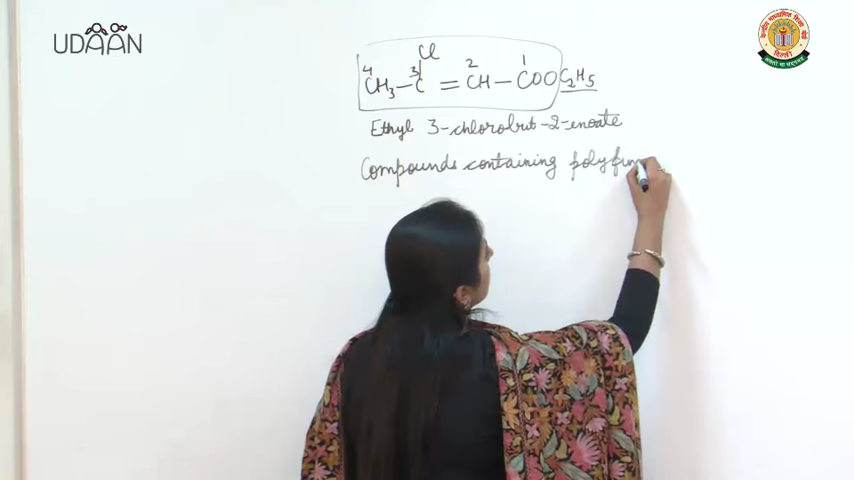 UDAAN
Cl
4 3 2 1
CH3—C=CH—COOC2H5
Ethyl 3-chlorobut-2-enoate
Compounds containing polyfun